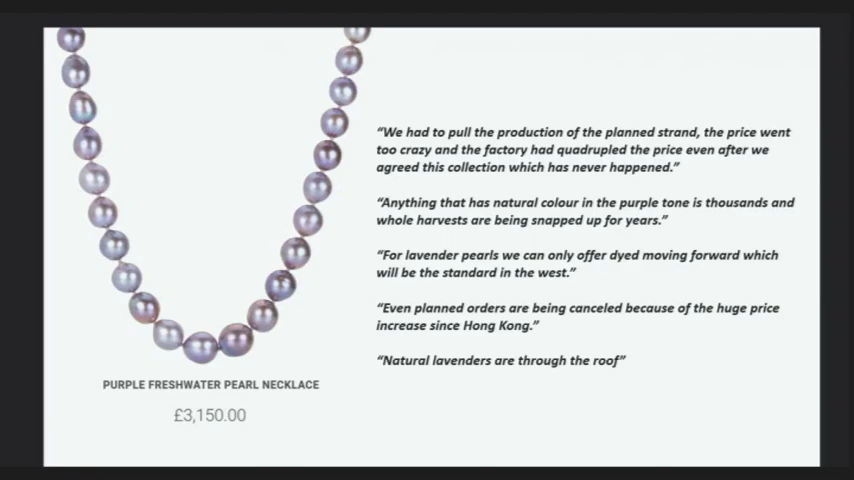 “We had to pull the production of the planned strand, the price went
too crazy and the factory had quadrupled the price even after we
agreed this collection which has never happened.”
“Anything that has natural colour in the purple tone is thousands and
whole harvests are being snapped up for years.”
“For lavender pearls we can only offer dyed moving forward which
will be the standard in the west.”
“Even planned orders are being canceled because of the huge price
increase since Hong Kong.”
“Natural lavenders are through the roof”
PURPLE FRESHWATER PEARL NECKLACE
£3,150.00